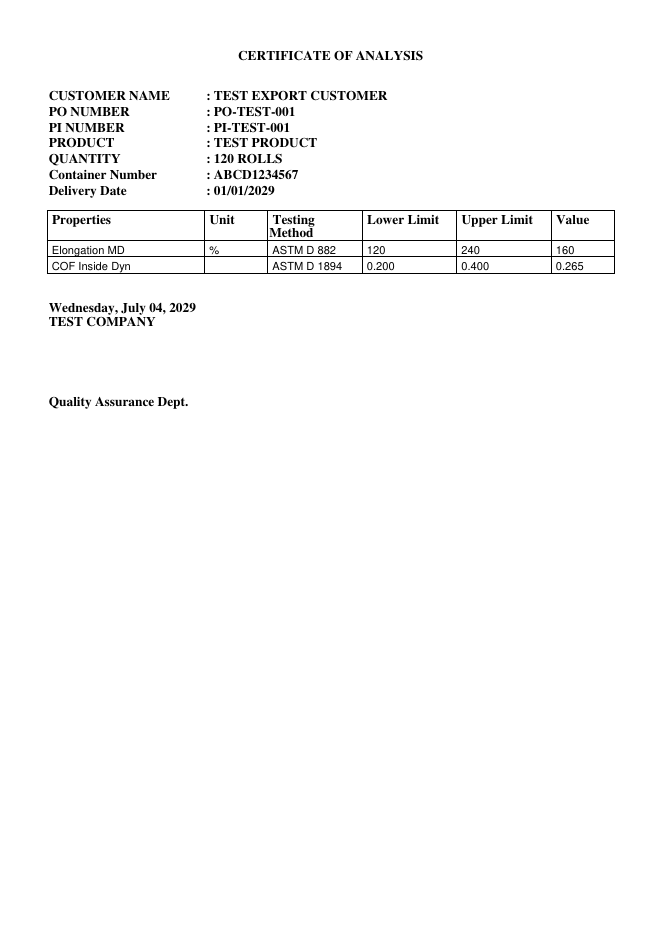 CERTIFICATE OF ANALYSIS
CUSTOMER NAME : TEST EXPORT CUSTOMER
PO NUMBER : PO-TEST-001
PI NUMBER : PI-TEST-001
PRODUCT : TEST PRODUCT
QUANTITY : 120 ROLLS
Container Number : ABCD1234567
Delivery Date : 01/01/2029
Properties Unit Testing Method Lower Limit Upper Limit Value
Elongation MD % ASTM D 882 120 240 160
COF Inside Dyn ASTM D 1894 0.200 0.400 0.265
Wednesday, July 04, 2029
TEST COMPANY
Quality Assurance Dept.